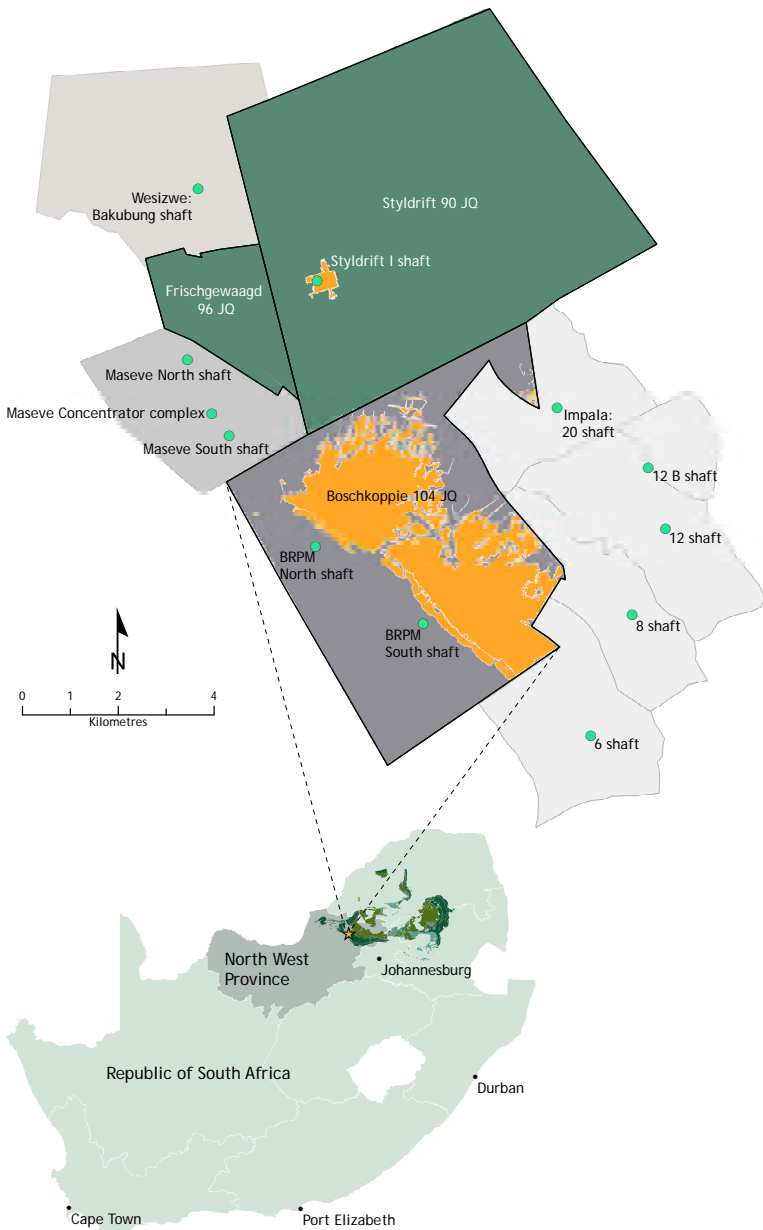 Styldrift 90 JQ
Wesizwe:
Bakubung shaft
Styldrift I shaft
Frischgewaagd
96 JQ
Maseve North shaft
Maseve Concentrator complex
Maseve South shaft
Impala:
20 shaft
12 B shaft
Boschkoppie 104 JQ
12 shaft
BRPM
North shaft
8 shaft
BRPM
South shaft
N
0 1 2 4
Kilometres
6 shaft
North West
Province
Johannesburg
Republic of South Africa
Durban
Cape Town
Port Elizabeth